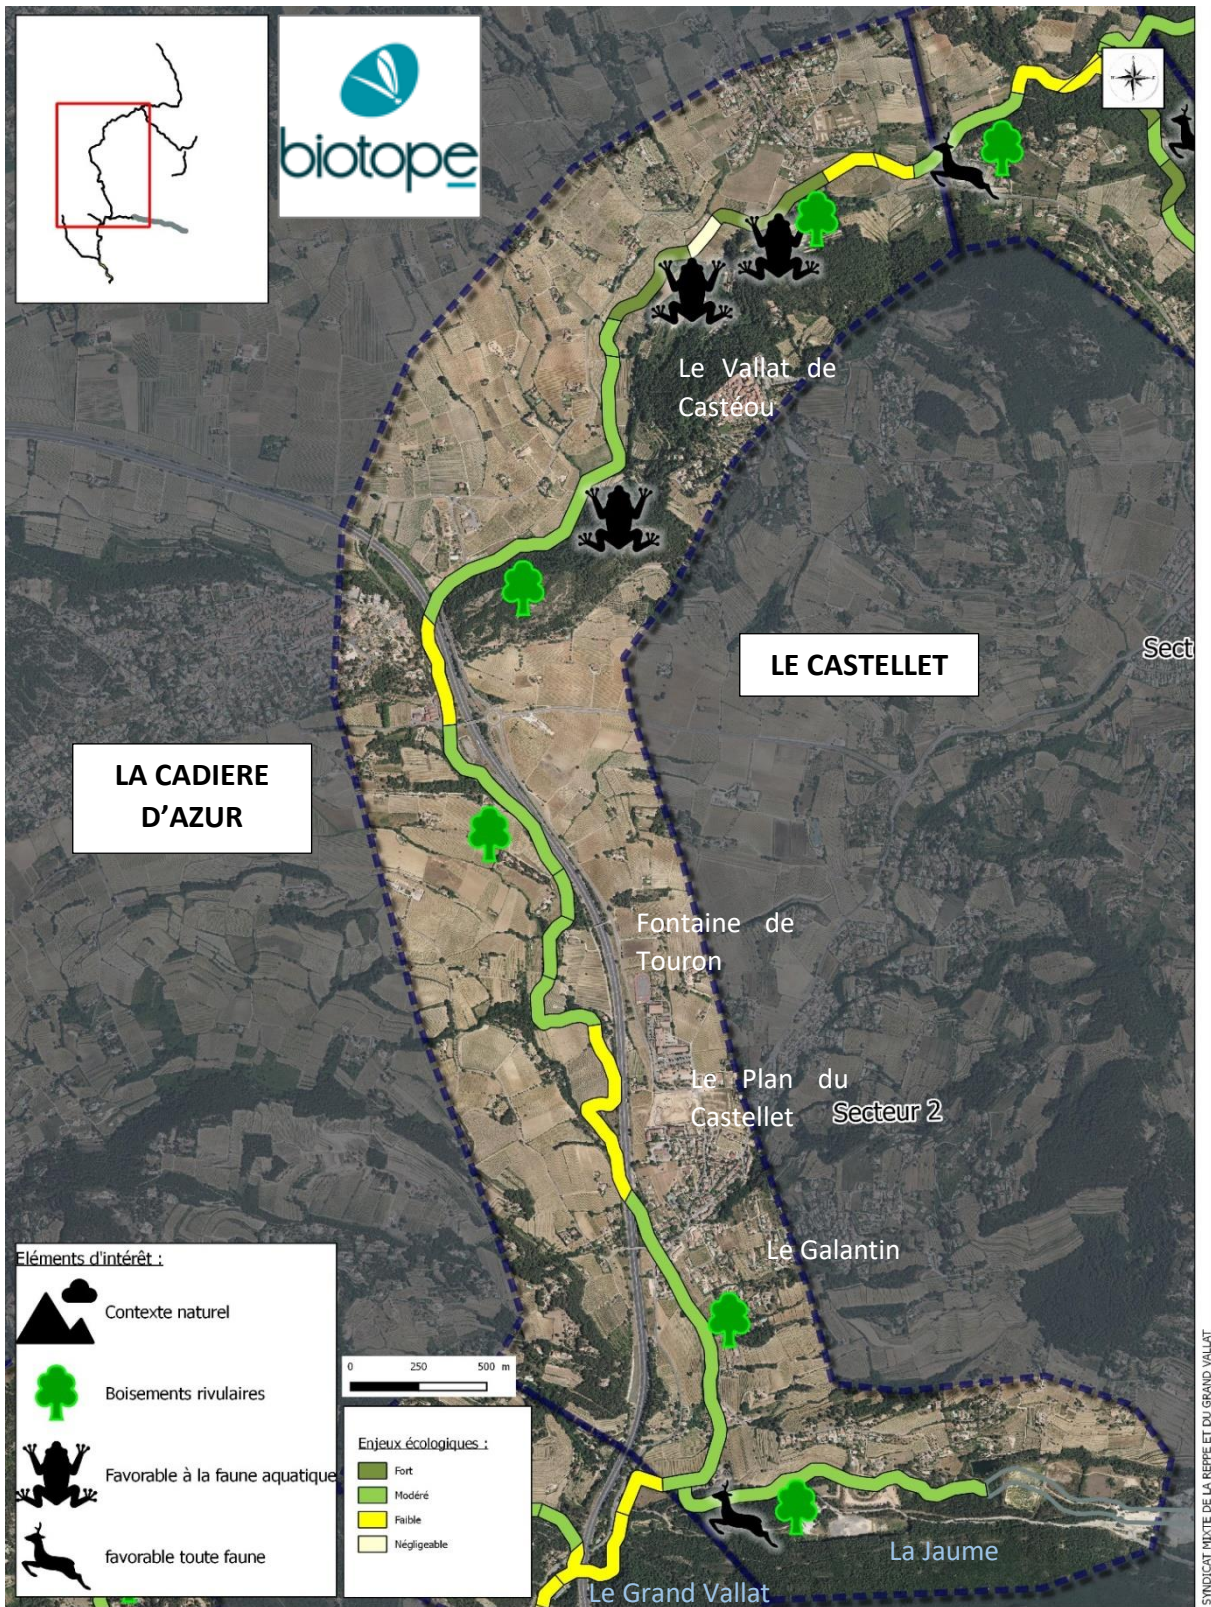 biotope
Le Vallat de
Castéou
LE CASTELLET
Sect
LA CADIERE
D'AZUR
Fontaine de
Touron
Le Plan du
Castellet
Secteur 2
Le Galantin
Eléments d'intérêt :
Contexte naturel
Boisements rivulaires
Favorable à la faune aquatique
favorable toute faune
0 250 500 m
Enjeux écologiques :
Fort
Modéré
Faible
Négligeable
La Jaume
Le Grand Vallat
SYNDICAT MIXTE DE LA REPPE ET DU GRAND VALLAT